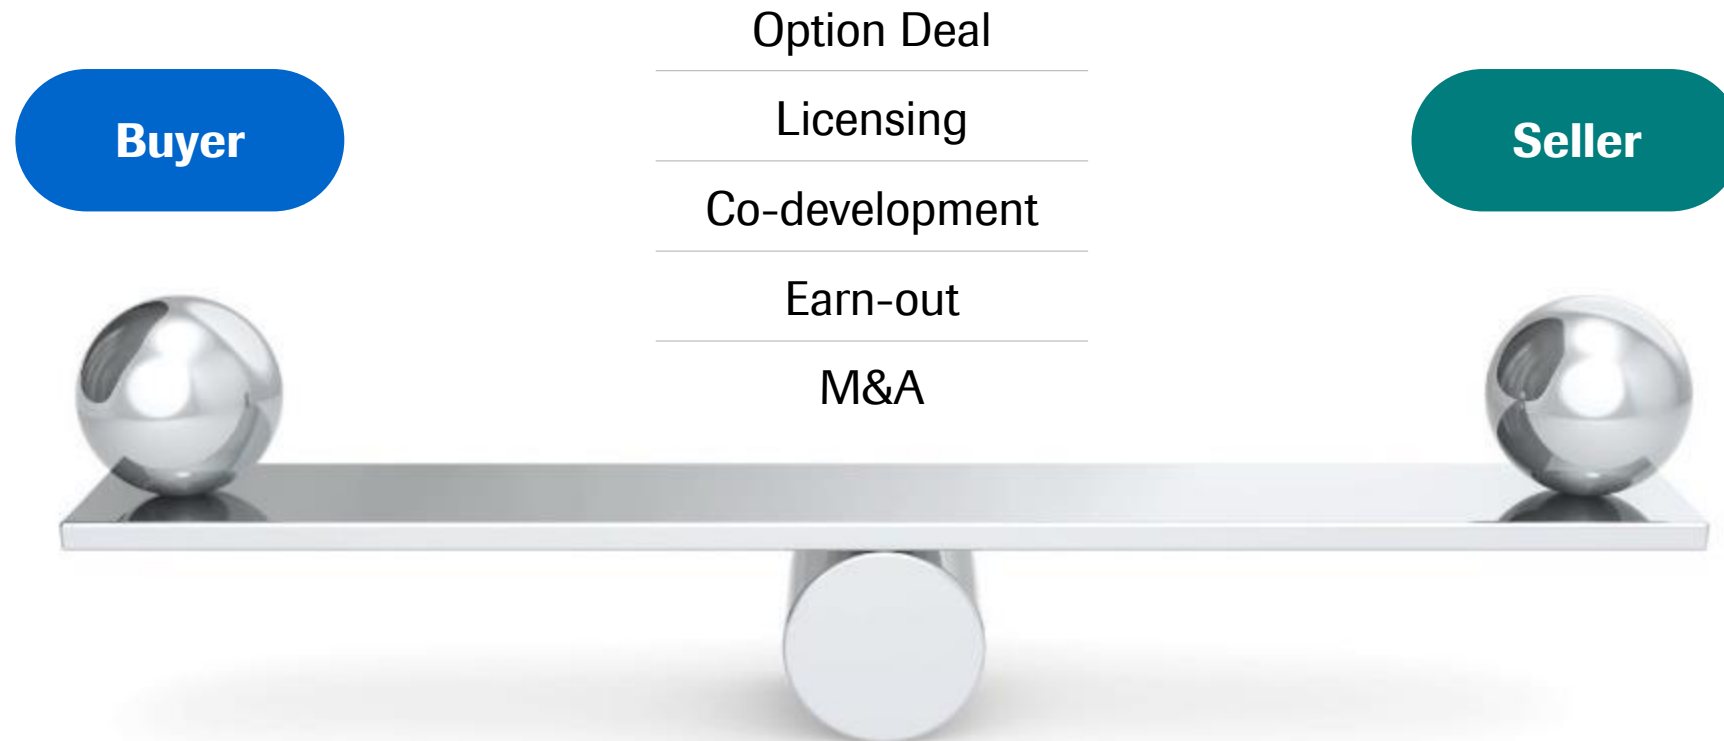 Option Deal
Buyer
Licensing
Seller
Co-development
Earn-out
M&A